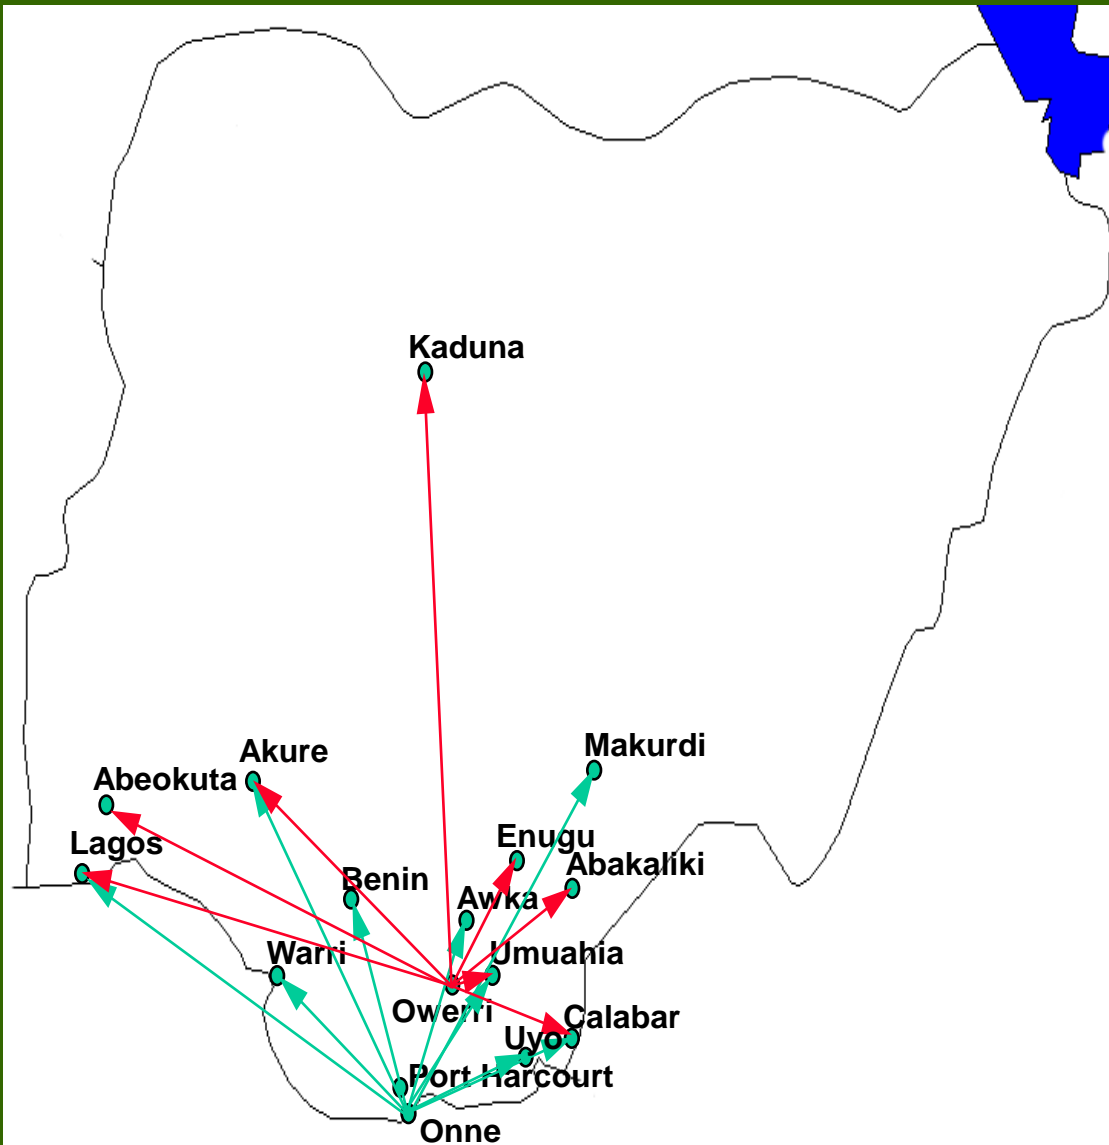 Kaduna
Makurdi
Akure
Abeokuta
Enugu
Lagos
Abakaliki
Benin
Awka
Warri
Umuahia
Owerri
Calabar
Uyo
Port Harcourt
Onne